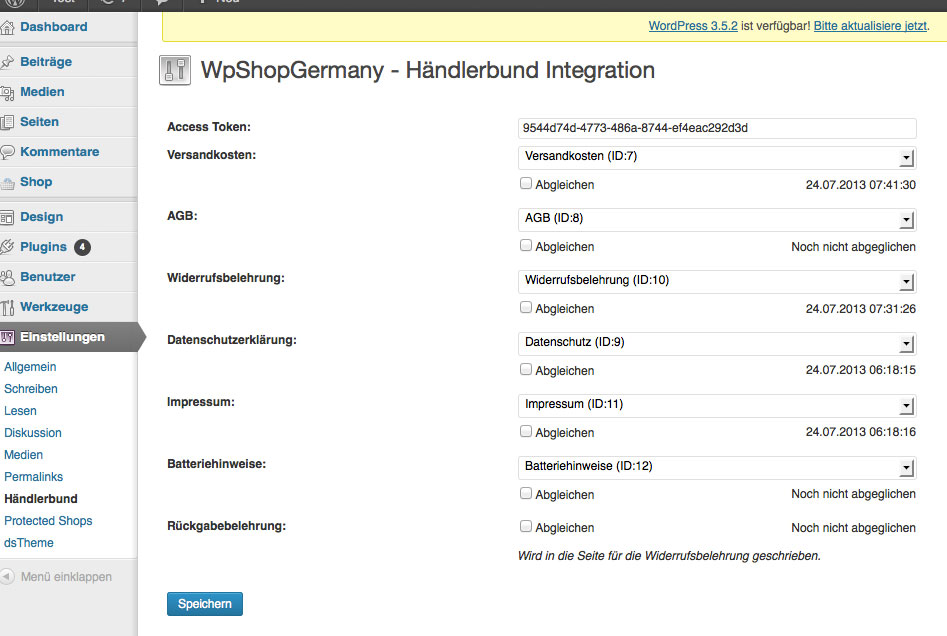 Dashboard
Beiträge
Medien
Seiten
Kommentare
Shop
Design
Plugins 4
Benutzer
Werkzeuge
Einstellungen
Allgemein
Schreiben
Lesen
Diskussion
Medien
Permalinks
Händlerbund
Protected Shops
dsTheme
Menü einklappen
WordPress 3.5.2 ist verfügbar! Bitte aktualisiere jetzt.
WpShopGermany - Händlerbund Integration
Access Token: 9544d74d-4773-486a-8744-ef4eac292d3d
Versandkosten: Versandkosten (ID:7)
Abgleichen 24.07.2013 07:41:30
AGB: AGB (ID:8)
Abgleichen Noch nicht abgeglichen
Widerrufsbelehrung: Widerrufsbelehrung (ID:10)
Abgleichen 24.07.2013 07:31:26
Datenschutzerklärung: Datenschutz (ID:9)
Abgleichen 24.07.2013 06:18:15
Impressum: Impressum (ID:11)
Abgleichen 24.07.2013 06:18:16
Batteriehinweise: Batteriehinweise (ID:12)
Abgleichen Noch nicht abgeglichen
Rückgabebelehrung: Abgleichen Noch nicht abgeglichen
Wird in die Seite für die Widerrufsbelehrung geschrieben.
Speichern